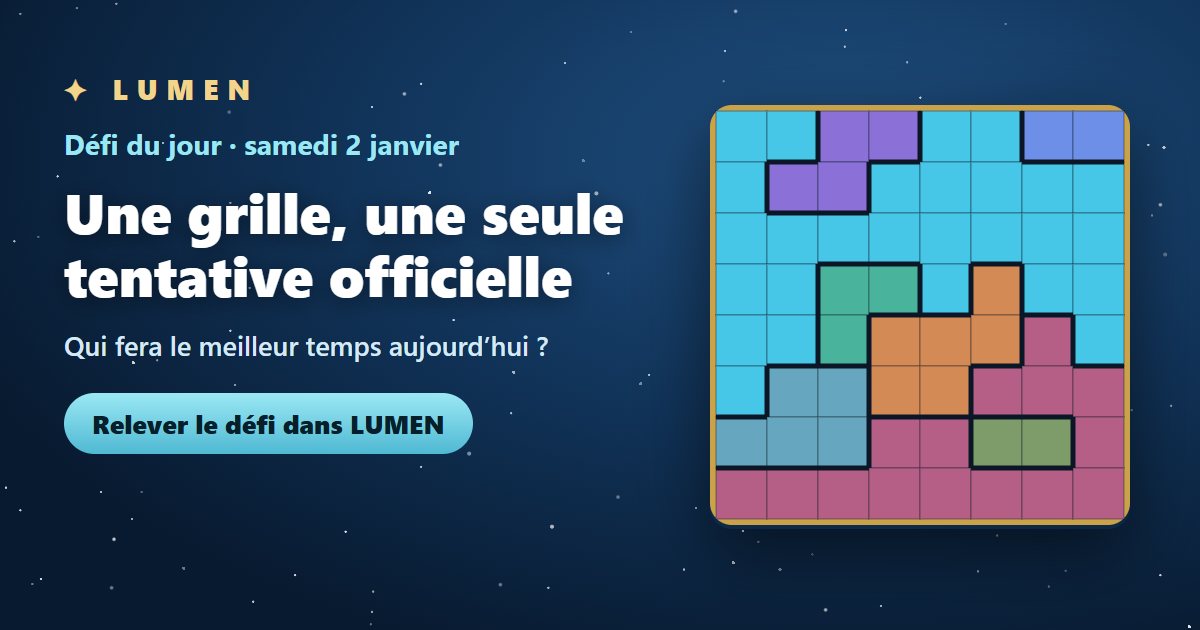 ✦ LUMEN
Défi du jour · samedi 2 janvier
Une grille, une seule
tentative officielle
Qui fera le meilleur temps aujourd’hui ?
Relever le défi dans LUMEN